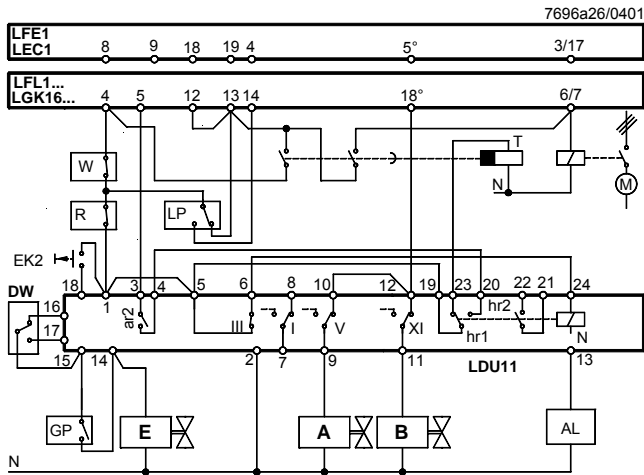 7696a26/0401
LFE1
LEC1
8 9 18 19 4 5° 3/17
LFL1...
LGK16...
4 5 12 13 14 18° 6/7
T
W
N
M
R
LP
EK2
18 1 3 4 5 6 8 10 12 19 23 20 22 21 24
DW
16
ar2
hr2
III I V XI
hr1
N
17
15 14 2 7 9 11 LDU11 13
GP E A B AL
N